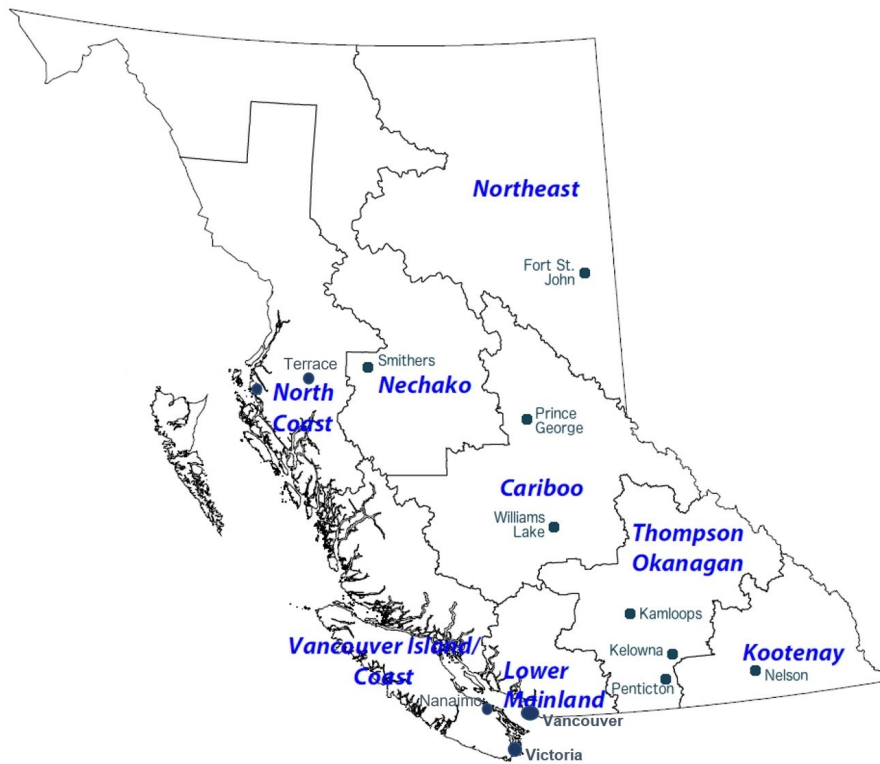 Northeast
Fort St.
John
Terrace
Smithers
Nechako
North
Coast
Prince
George
Cariboo
Williams
Lake
Thompson
Okanagan
Kamloops
Kelowna
Kootenay
Nelson
Penticton
Vancouver Island/
Coast
Lower
Mainland
Nanaimo
Vancouver
Victoria